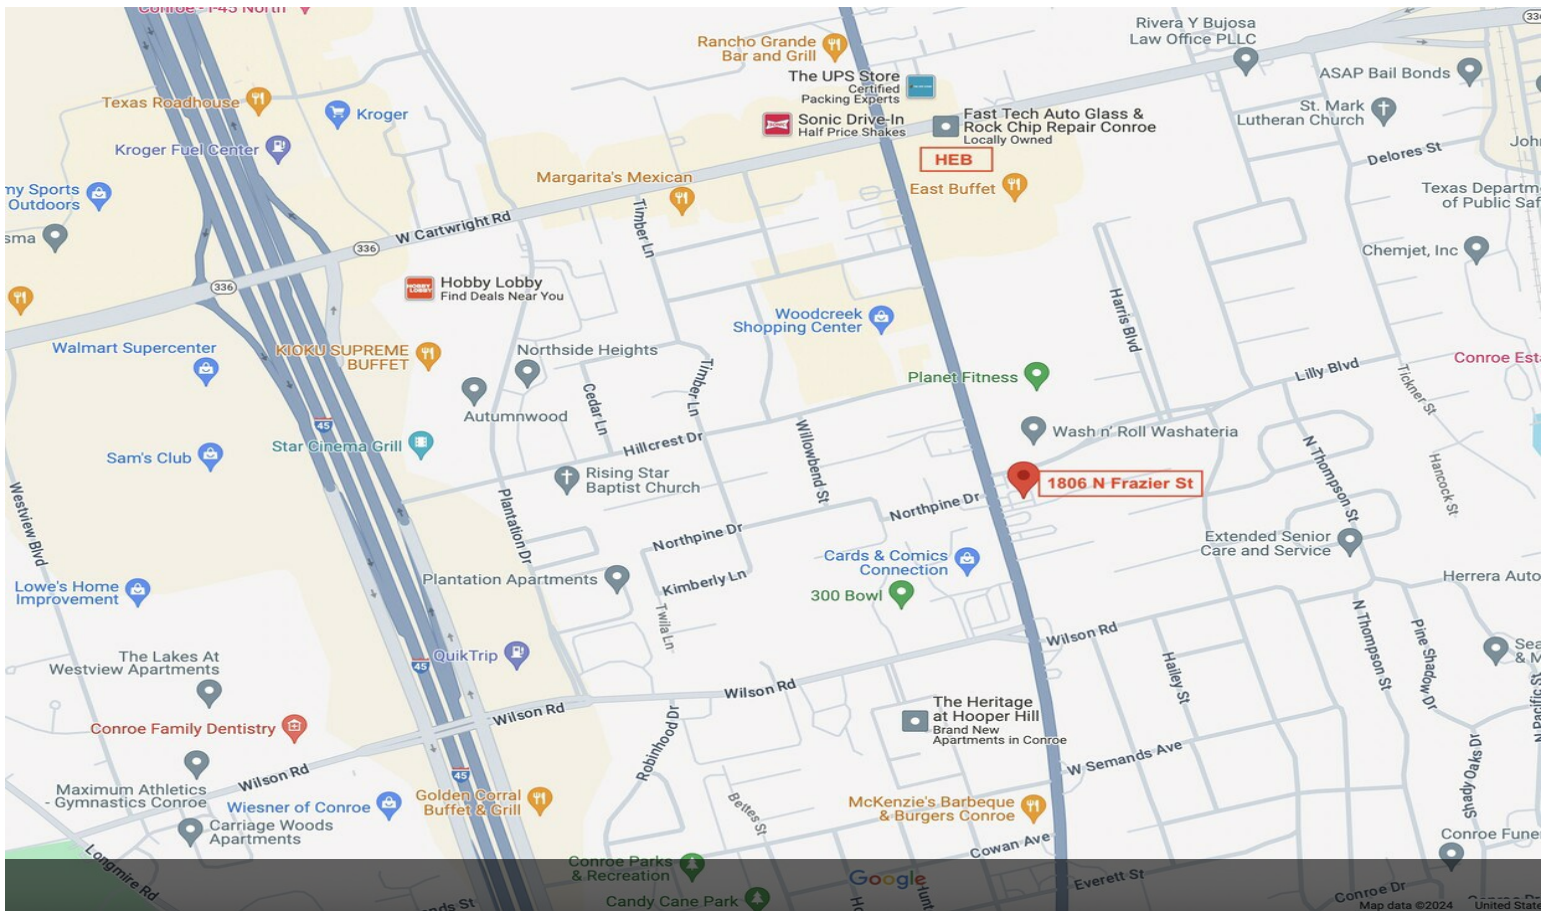 Conroe - I-45 North
Rancho Grande
Bar and Grill
Rivera Y Bujosa
Law Office PLLC
The UPS Store
Certified
Packing Experts
ASAP Bail Bonds
Texas Roadhouse
Kroger
Sonic Drive-In
Half Price Shakes
Fast Tech Auto Glass &
Rock Chip Repair Conroe
Locally Owned
St. Mark
Lutheran Church
Kroger Fuel Center
HEB
Delores St
Margarita's Mexican
East Buffet
my Sports
Outdoors
Texas Departm
of Public Saf
sma
W Cartwright Rd
336
336
Timber Ln
Chemjet, Inc
Hobby Lobby
Find Deals Near You
Harris Blvd
Woodcreek
Shopping Center
Walmart Supercenter
KIOKU SUPREME
BUFFET
Northside Heights
Timber Ln
Planet Fitness
Lilly Blvd
Tickner St
Conroe Est
Autumnwood
Cedar Ln
45
Star Cinema Grill
Hillcrest Dr
Willowbend St
Wash n' Roll Washateria
N Thompson St
Hancock St
Sam's Club
Rising Star
Baptist Church
1806 N Frazier St
Westview Blvd
Plantation Dr
Northpine Dr
Northpine Dr
Extended Senior
Care and Service
Cards & Comics
Connection
Plantation Apartments
Kimberly Ln
Lowe's Home
Improvement
300 Bowl
Herrera Auto
Twila Ln
Wilson Rd
N Thompson St
Pine Shadow Dr
QuikTrip
45
The Lakes At
Westview Apartments
Hailey St
Sea
& M
Wilson Rd
Wilson Rd
The Heritage
at Hooper Hill
Brand New
Apartments in Conroe
N Pacific St
Conroe Family Dentistry
Robinhood Dr
W Semands Ave
Shady Oaks Dr
Wilson Rd
45
Maximum Athletics
- Gymnastics Conroe
Wiesner of Conroe
Golden Corral
Buffet & Grill
Bettes St
McKenzie's Barbeque
& Burgers Conroe
Carriage Woods
Apartments
Cowan Ave
Conroe Fune
Longmire Rd
Conroe Parks
& Recreation
Google
Everett St
Candy Cane Park
Hunt
Conroe Dr
nds St
Map data ©2024
United State